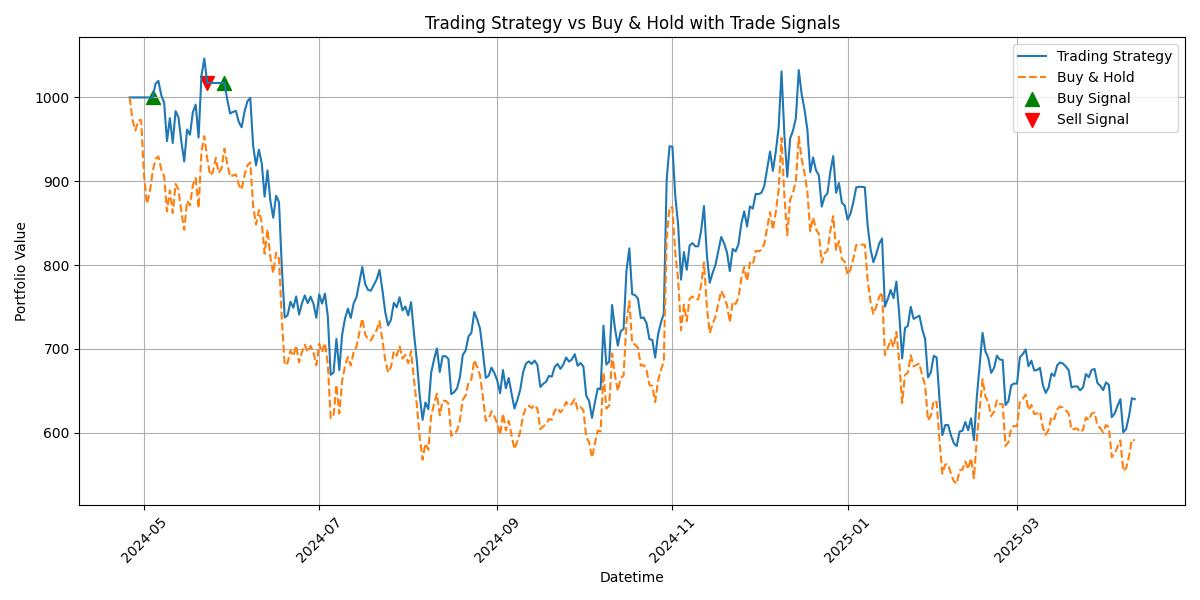 Trading Strategy vs Buy & Hold with Trade Signals
Trading Strategy
Buy & Hold
Buy Signal
Sell Signal
Portfolio Value
1000
900
800
700
600
2024-05
2024-07
2024-09
2024-11
2025-01
2025-03
Datetime